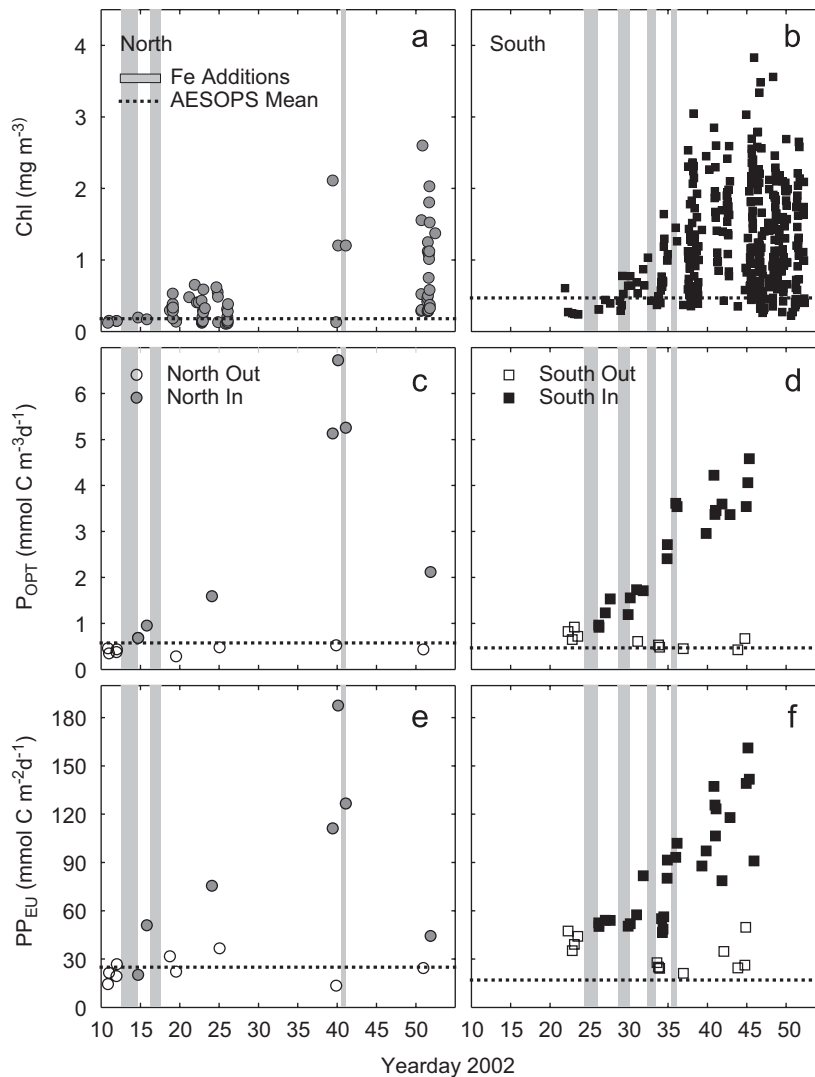 North
a
Fe Additions
AESOPS Mean
Chl (mg m-3)
4
3
2
1
0
South
b
North Out
North In
c
P_OPT (mmol C m-3d-1)
6
5
4
3
2
1
0
South Out
South In
d
e
PP_EU (mmol C m-2d-1)
180
150
120
90
60
30
0
f
10 15 20 25 30 35 40 45 50
10 15 20 25 30 35 40 45 50
Yearday 2002